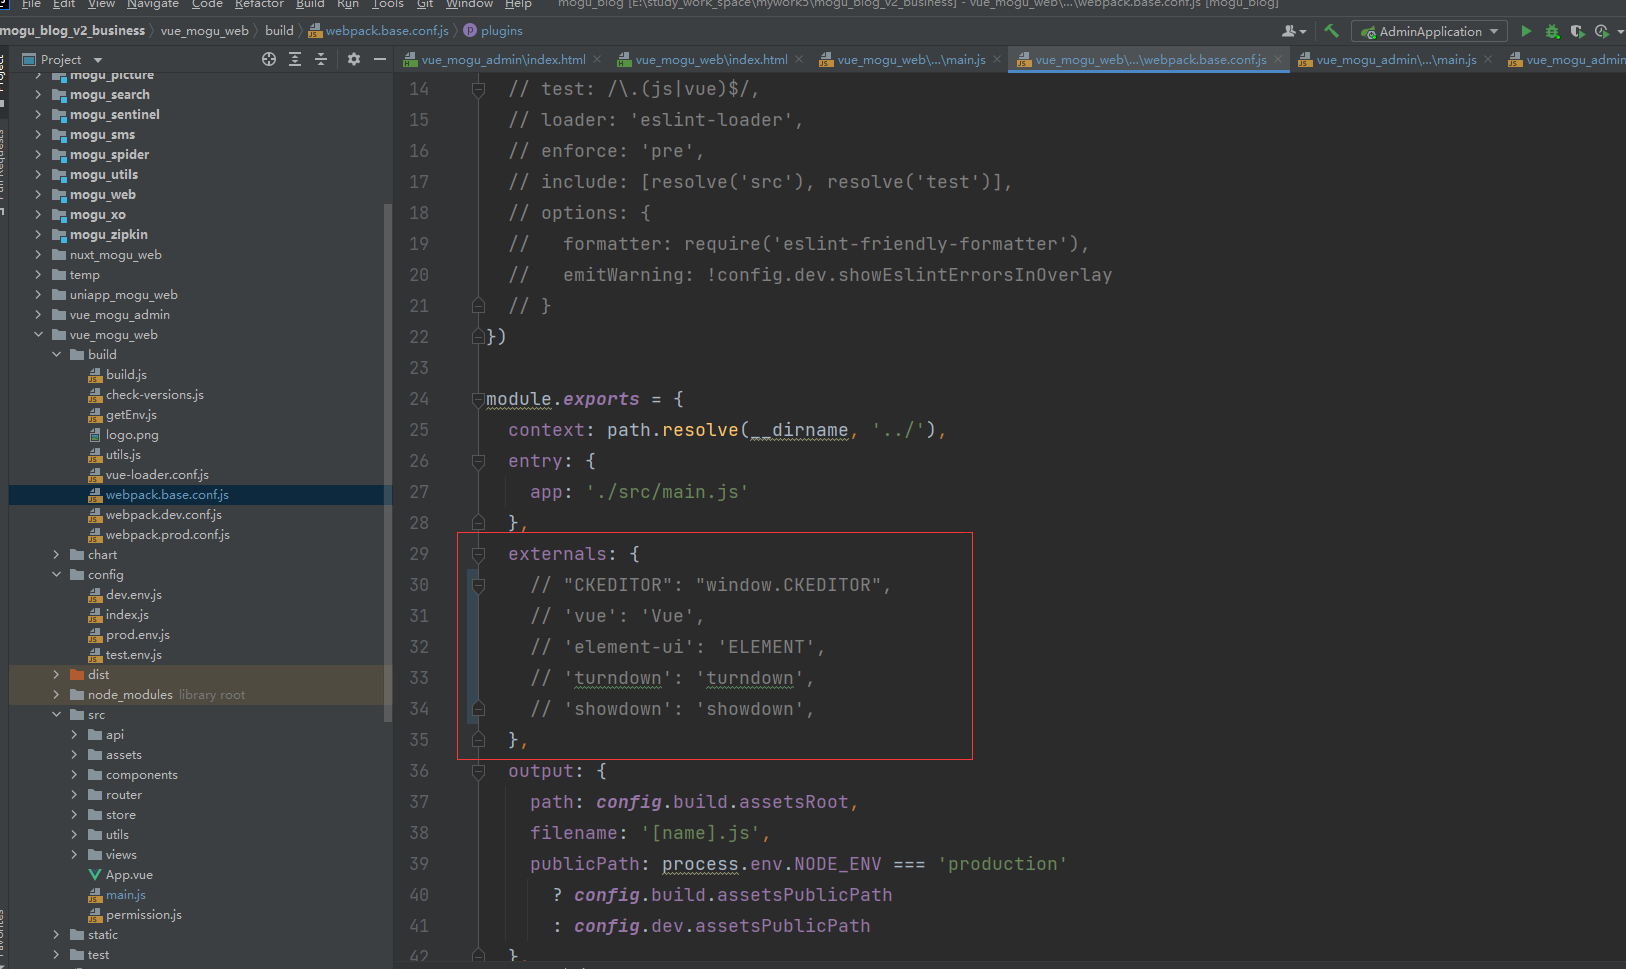 File Edit View Navigate Code Refactor Build Run Tools Git Window Help mogu_blog [E:\study_work_space\mywork5\mogu_blog_v2_business] - vue_mogu_web\...\webpack.base.conf.js [mogu_blog]
mogu_blog_v2_business vue_mogu_web build webpack.base.conf.js plugins
AdminApplication
Project
vue_mogu_admin\index.html
vue_mogu_web\index.html
vue_mogu_web\...\main.js
vue_mogu_web\...\webpack.base.conf.js
vue_mogu_admin\...\main.js
vue_mogu_admin
mogu_picture
mogu_search
mogu_sentinel
mogu_sms
mogu_spider
mogu_utils
mogu_web
mogu_xo
mogu_zipkin
nuxt_mogu_web
temp
uniapp_mogu_web
vue_mogu_admin
vue_mogu_web
build
build.js
check-versions.js
getEnv.js
logo.png
utils.js
vue-loader.conf.js
webpack.base.conf.js
webpack.dev.conf.js
webpack.prod.conf.js
chart
config
dev.env.js
index.js
prod.env.js
test.env.js
dist
node_modules library root
src
api
assets
components
router
store
utils
views
App.vue
main.js
permission.js
static
test
14 // test: /\.(js|vue)$/,
15 // loader: 'eslint-loader',
16 // enforce: 'pre',
17 // include: [resolve('src'), resolve('test')],
18 // options: {
19 //   formatter: require('eslint-friendly-formatter'),
20 //   emitWarning: !config.dev.showEslintErrorsInOverlay
21 // }
22 })
23
24 module.exports = {
25 context: path.resolve(__dirname, '../'),
26 entry: {
27 app: './src/main.js'
28 },
29 externals: {
30 // "CKEDITOR": "window.CKEDITOR",
31 // 'vue': 'Vue',
32 // 'element-ui': 'ELEMENT',
33 // 'turndown': 'turndown',
34 // 'showdown': 'showdown',
35 },
36 output: {
37 path: config.build.assetsRoot,
38 filename: '[name].js',
39 publicPath: process.env.NODE_ENV === 'production'
40 ? config.build.assetsPublicPath
41 : config.dev.assetsPublicPath
42 },